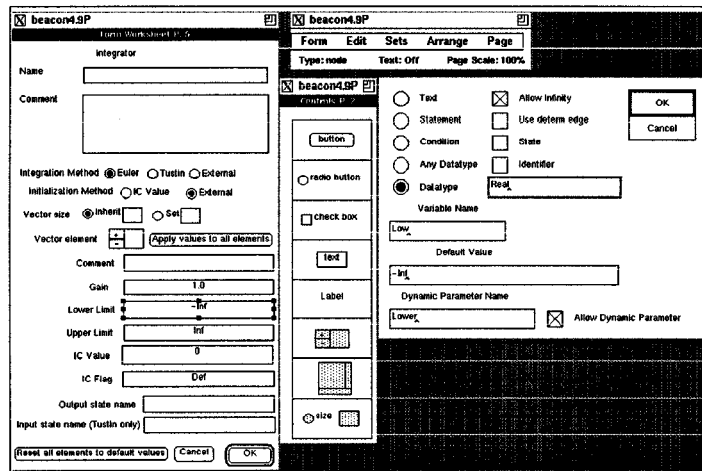 beacon4.9P
Form Worksheet P. 5
Integrator
Name
Comment
Integration Method Euler Tustin External
Initialization Method IC Value External
Vector size Inherit Set
Vector element + - Apply values to all elements
Comment
Gain 1.0
Lower Limit -Inf
Upper Limit Inf
IC Value 0
IC Flag Def
Output state name
Input state name (Tustin only)
Reset all elements to default values Cancel OK
beacon4.9P
Form Edit Sets Arrange Page
Type: node Text: Off Page Scale: 100%
beacon4.9P
Controls P. 2
button
radio button
check box
text
Label
+ -
size
Text Allow Infinity OK
Statement Use determ edge Cancel
Condition State
Any Datatype Identifier
Datatype Real
Variable Name
Low
Default Value
-Inf
Dynamic Parameter Name
Lower Allow Dynamic Parameter